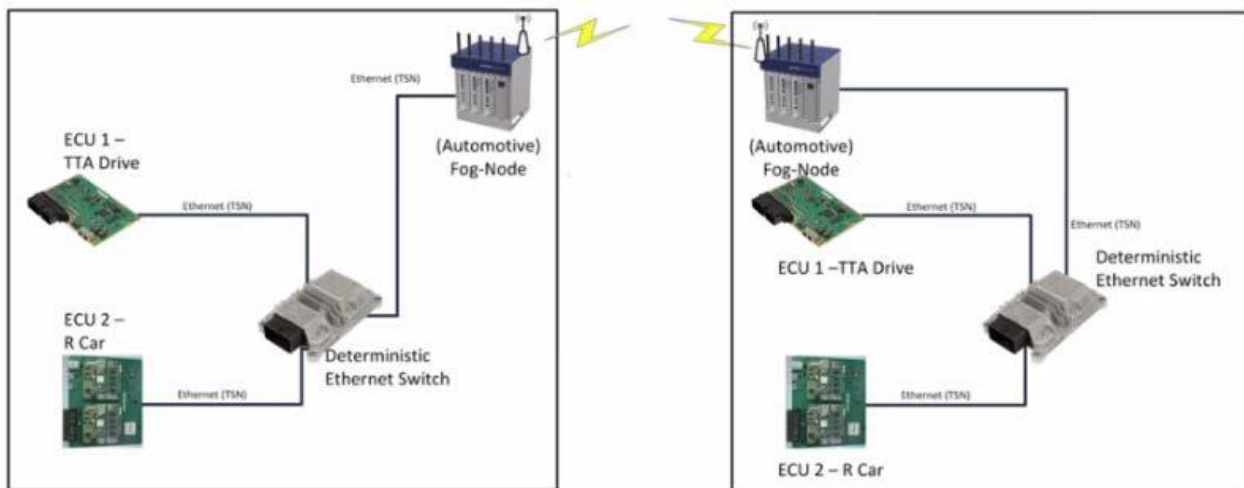 Ethernet (TSN)
ECU 1 –
TTA Drive
(Automotive)
Fog-Node
Ethernet (TSN)
ECU 2 –
R Car
Deterministic
Ethernet Switch
Ethernet (TSN)
(Automotive)
Fog-Node
Ethernet (TSN)
Ethernet (TSN)
ECU 1 –TTA Drive
Deterministic
Ethernet Switch
Ethernet (TSN)
ECU 2 – R Car